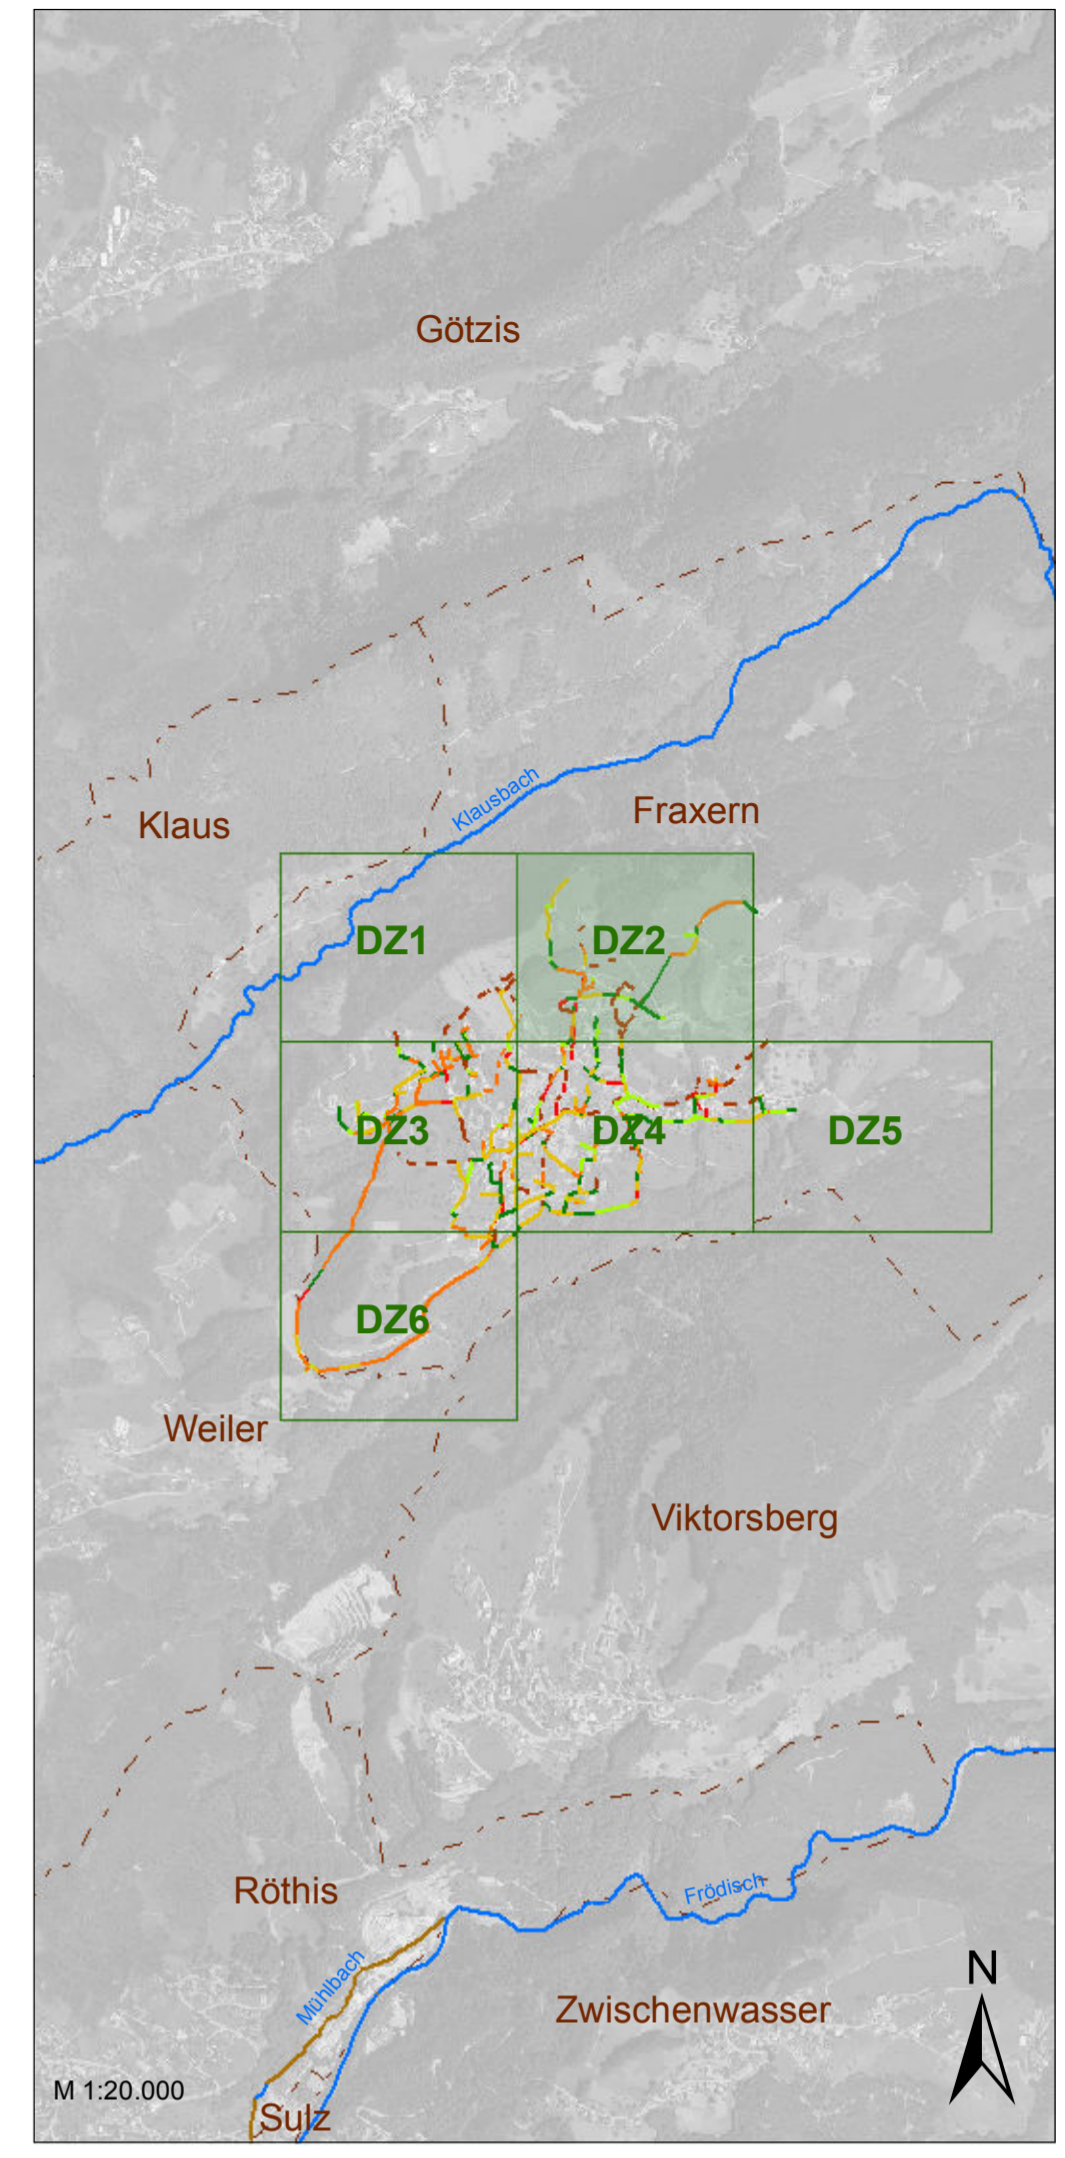 Götzis
Klausbach
Fraxern
Klaus
DZ1
DZ2
DZ3
DZ4
DZ5
DZ6
Weiler
Viktorsberg
Röthis
Frödisch
Mühlbach
N
Zwischenwasser
M 1:20.000
Sulz